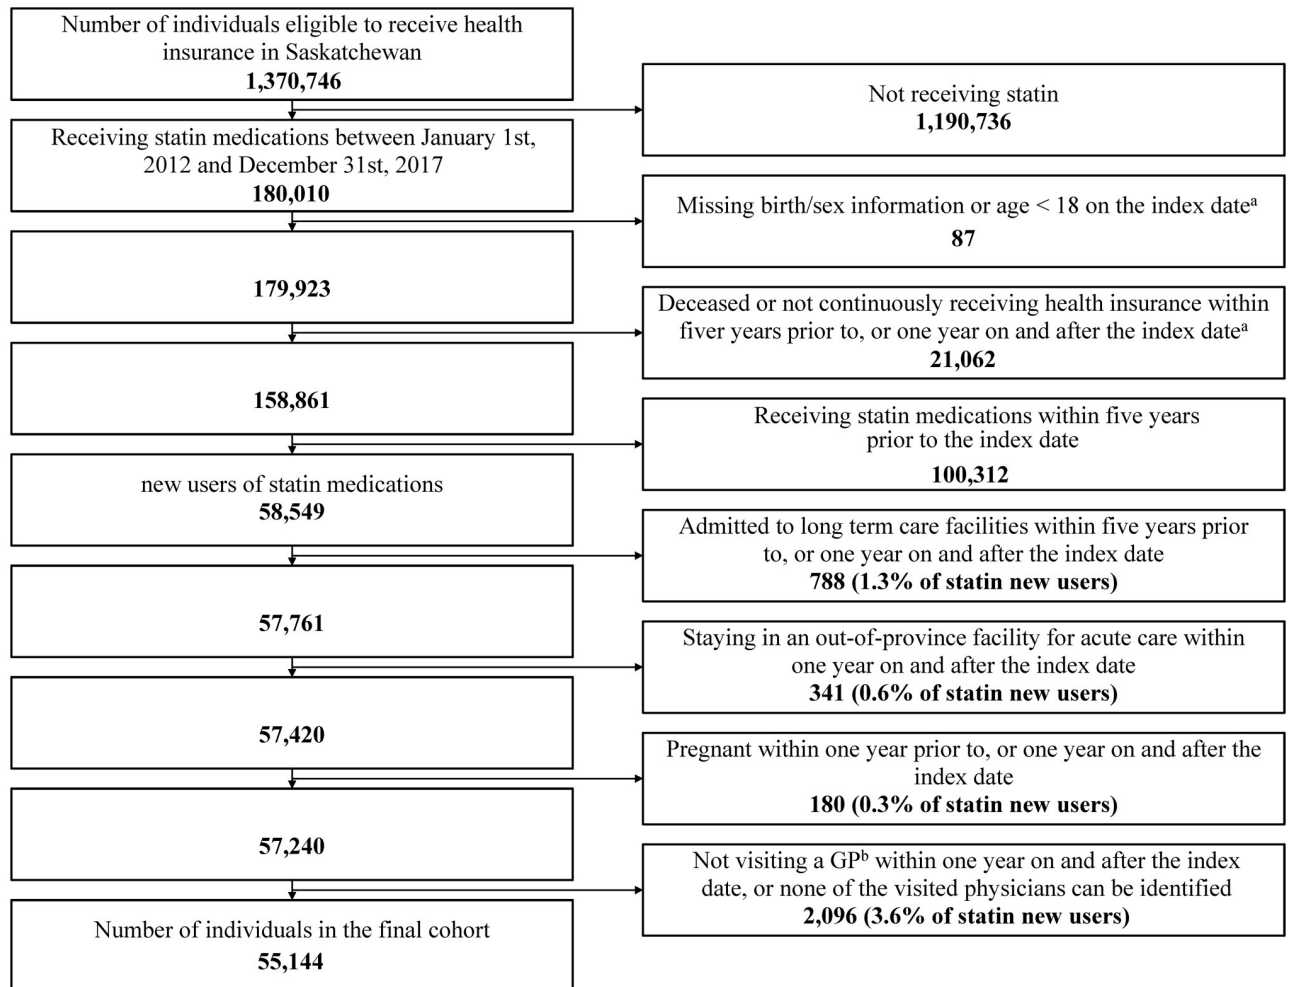 Number of individuals eligible to receive health
insurance in Saskatchewan
1,370,746
Not receiving statin
1,190,736
Receiving statin medications between January 1st,
2012 and December 31st, 2017
180,010
Missing birth/sex information or age < 18 on the index dateᵃ
87
179,923
Deceased or not continuously receiving health insurance within
fiver years prior to, or one year on and after the index dateᵃ
21,062
158,861
Receiving statin medications within five years
prior to the index date
100,312
new users of statin medications
58,549
Admitted to long term care facilities within five years prior
to, or one year on and after the index date
788 (1.3% of statin new users)
57,761
Staying in an out-of-province facility for acute care within
one year on and after the index date
341 (0.6% of statin new users)
57,420
Pregnant within one year prior to, or one year on and after the
index date
180 (0.3% of statin new users)
57,240
Not visiting a GPᵇ within one year on and after the index
date, or none of the visited physicians can be identified
2,096 (3.6% of statin new users)
Number of individuals in the final cohort
55,144